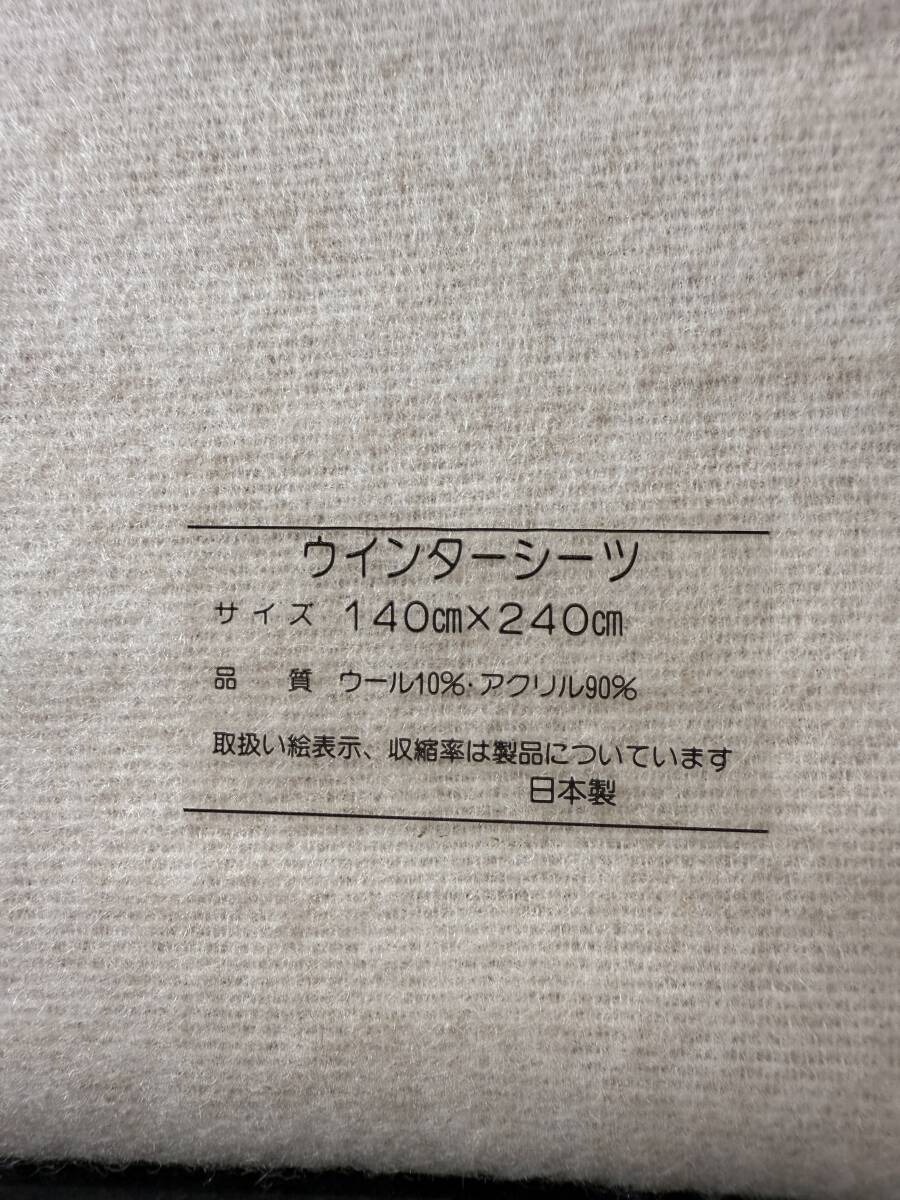 ウインターシーツ
サイズ 140㎝×240㎝
品 質 ウール10%・アクリル90%
取扱い絵表示、収縮率は製品についています
日本製